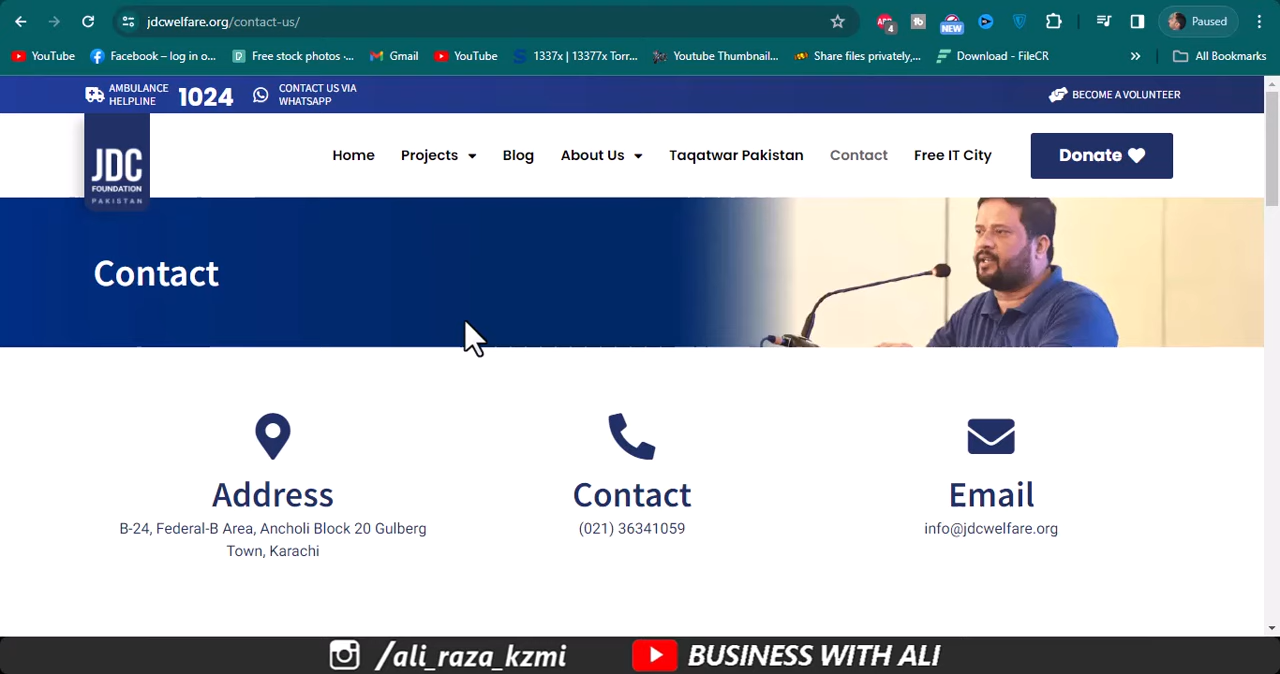 jdcwelfare.org/contact-us/
4
NEW
Paused
YouTube
Facebook – log in o...
Free stock photos ·...
Gmail
YouTube
1337x | 13377x Torr...
Youtube Thumbnail...
Share files privately,...
Download - FileCR
»
All Bookmarks
AMBULANCE
HELPLINE
1024
CONTACT US VIA
WHATSAPP
BECOME A VOLUNTEER
JDC
FOUNDATION
PAKISTAN
Home
Projects
Blog
About Us
Taqatwar Pakistan
Contact
Free IT City
Donate
Contact
Address
B-24, Federal-B Area, Ancholi Block 20 Gulberg
Town, Karachi
Contact
(021) 36341059
Email
info@jdcwelfare.org
/ali_raza_kzmi
BUSINESS WITH ALI